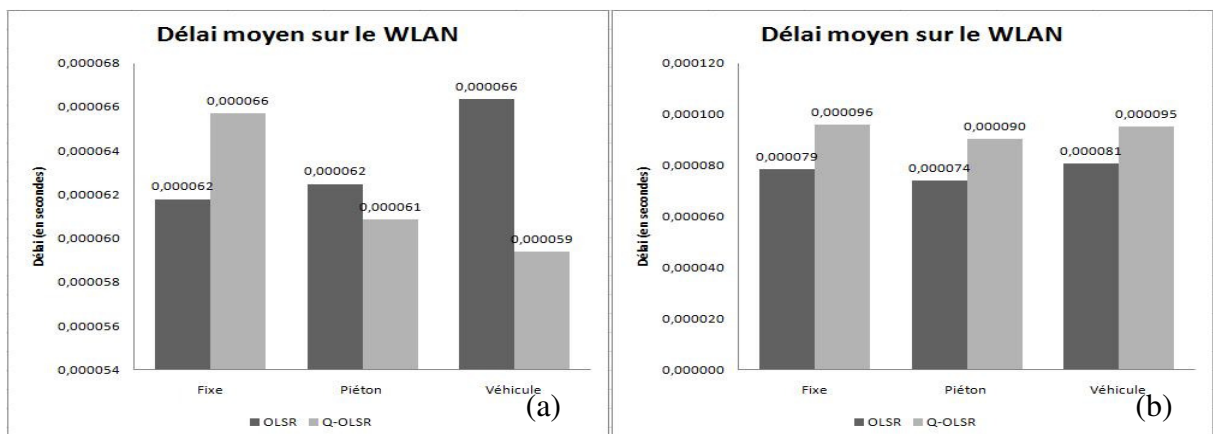 Délai moyen sur le WLAN
Délai (en secondes)
0,000068
0,000066
0,000064
0,000062
0,000060
0,000058
0,000056
0,000054
0,000062
0,000066
0,000062
0,000061
0,000066
0,000059
Fixe
Piéton
Véhicule
OLSR
Q-OLSR
(a)
Délai moyen sur le WLAN
Délai (en secondes)
0,000120
0,000100
0,000080
0,000060
0,000040
0,000020
0,000000
0,000079
0,000096
0,000074
0,000090
0,000081
0,000095
Fixe
Piéton
Véhicule
OLSR
Q-OLSR
(b)